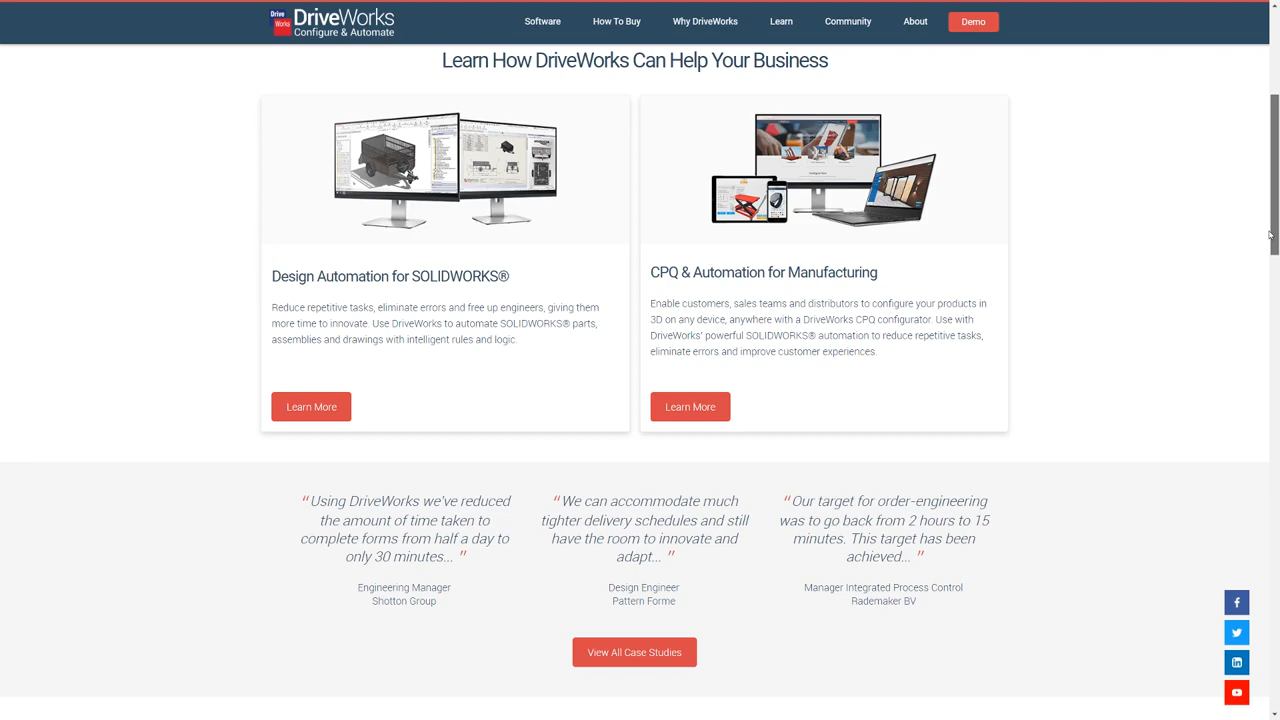 DriveWorks
Drive
Works
Configure & Automate
Software
How To Buy
Why DriveWorks
Learn
Community
About
Demo
Learn How DriveWorks Can Help Your Business
Design Automation for SOLIDWORKS®
Reduce repetitive tasks, eliminate errors and free up engineers, giving them
more time to innovate. Use DriveWorks to automate SOLIDWORKS® parts,
assemblies and drawings with intelligent rules and logic.
Learn More
CPQ & Automation for Manufacturing
Enable customers, sales teams and distributors to configure your products in
3D on any device, anywhere with a DriveWorks CPQ configurator. Use with
DriveWorks’ powerful SOLIDWORKS® automation to reduce repetitive tasks,
eliminate errors and improve customer experiences.
Learn More
"Using DriveWorks we've reduced
the amount of time taken to
complete forms from half a day to
only 30 minutes... "
Engineering Manager
Shotton Group
"We can accommodate much
tighter delivery schedules and still
have the room to innovate and
adapt... "
Design Engineer
Pattern Forme
"Our target for order-engineering
was to go back from 2 hours to 15
minutes. This target has been
achieved... "
Manager Integrated Process Control
Rademaker BV
View All Case Studies